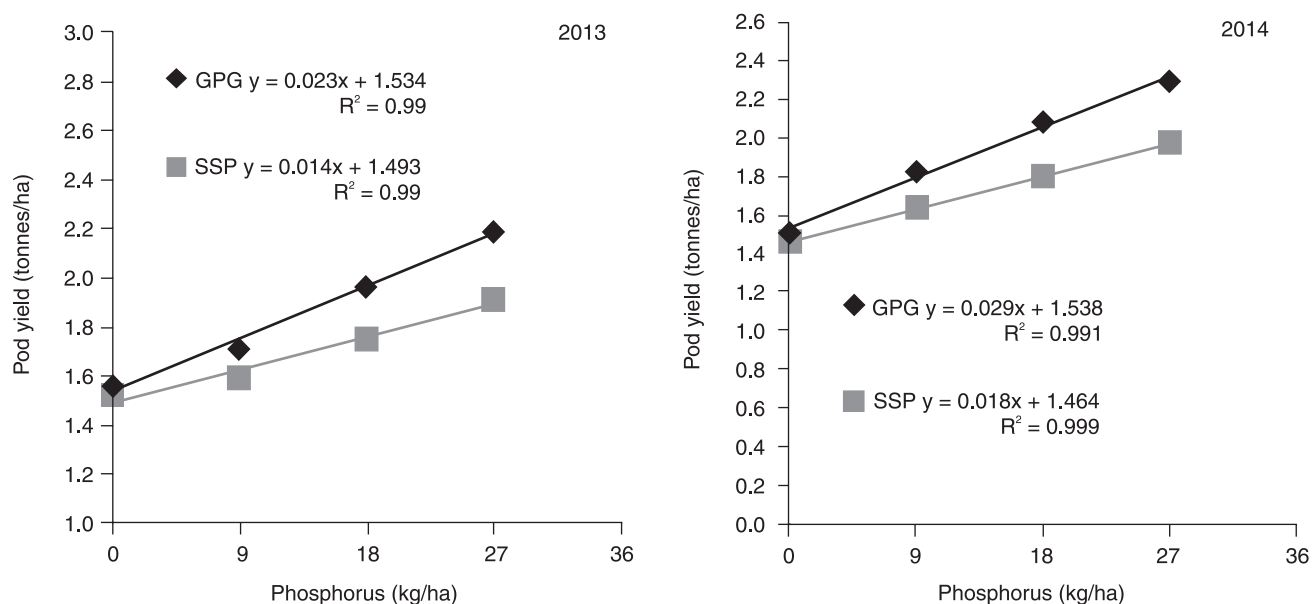 2013
GPG y = 0.023x + 1.534
R² = 0.99
SSP y = 0.014x + 1.493
R² = 0.99
Pod yield (tonnes/ha)
3.0
2.8
2.6
2.4
2.2
2.0
1.8
1.6
1.4
1.2
1.0
0 9 18 27 36
Phosphorus (kg/ha)
2014
GPG y = 0.029x + 1.538
R² = 0.991
SSP y = 0.018x + 1.464
R² = 0.999
Pod yield (tonnes/ha)
2.6
2.4
2.2
2.0
1.8
1.6
1.4
1.2
1.0
0.8
0.6
0.4
0.2
0.0
0 9 18 27 36
Phosphorus (kg/ha)